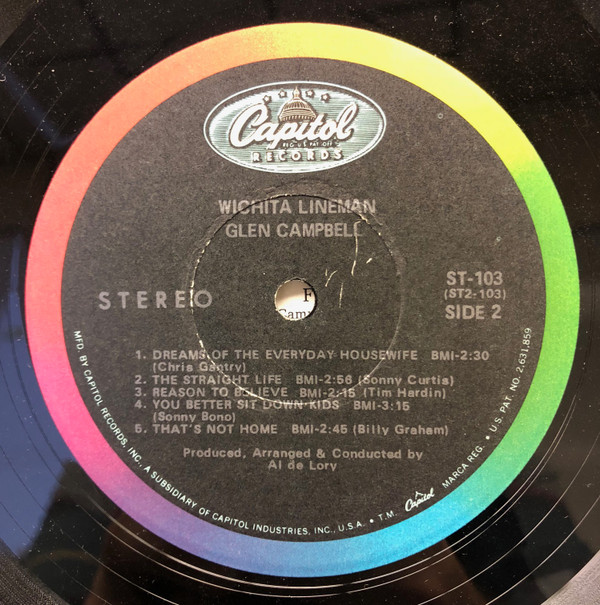 Capitol
REG. U.S. PAT. OFF.
RECORDS
WICHITA LINEMAN
GLEN CAMPBELL
STEREO
ST-103
(ST2-103)
SIDE 2
F
Cam
1. DREAMS OF THE EVERYDAY HOUSEWIFE BMI-2:30
(Chris Gantry)
2. THE STRAIGHT LIFE BMI-2:56 (Sonny Curtis)
3. REASON TO BELIEVE BMI-2:15 (Tim Hardin)
4. YOU BETTER SIT DOWN KIDS BMI-3:15
(Sonny Bono)
5. THAT'S NOT HOME BMI-2:45 (Billy Graham)
Produced, Arranged & Conducted by
Al de Lory
MFD. BY CAPITOL RECORDS, INC., A SUBSIDIARY OF CAPITOL INDUSTRIES, INC., U.S.A. • T.M. Capitol MARCA REG. • U.S. PAT. NO. 2,631,859